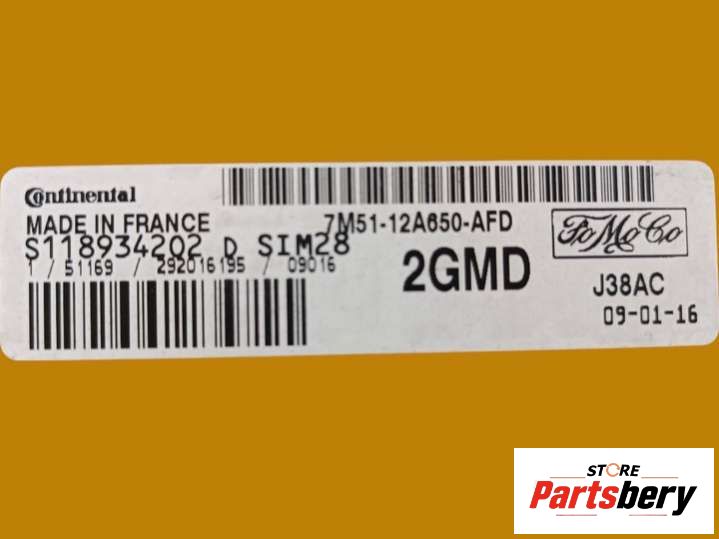 Continental
MADE IN FRANCE
7M51-12A650-AFD
S118934202 D SIM28
1 / 51169 / 292016195 / 09016
2GMD
FoMoCo
J38AC
09-01-16
STORE
Partsbery